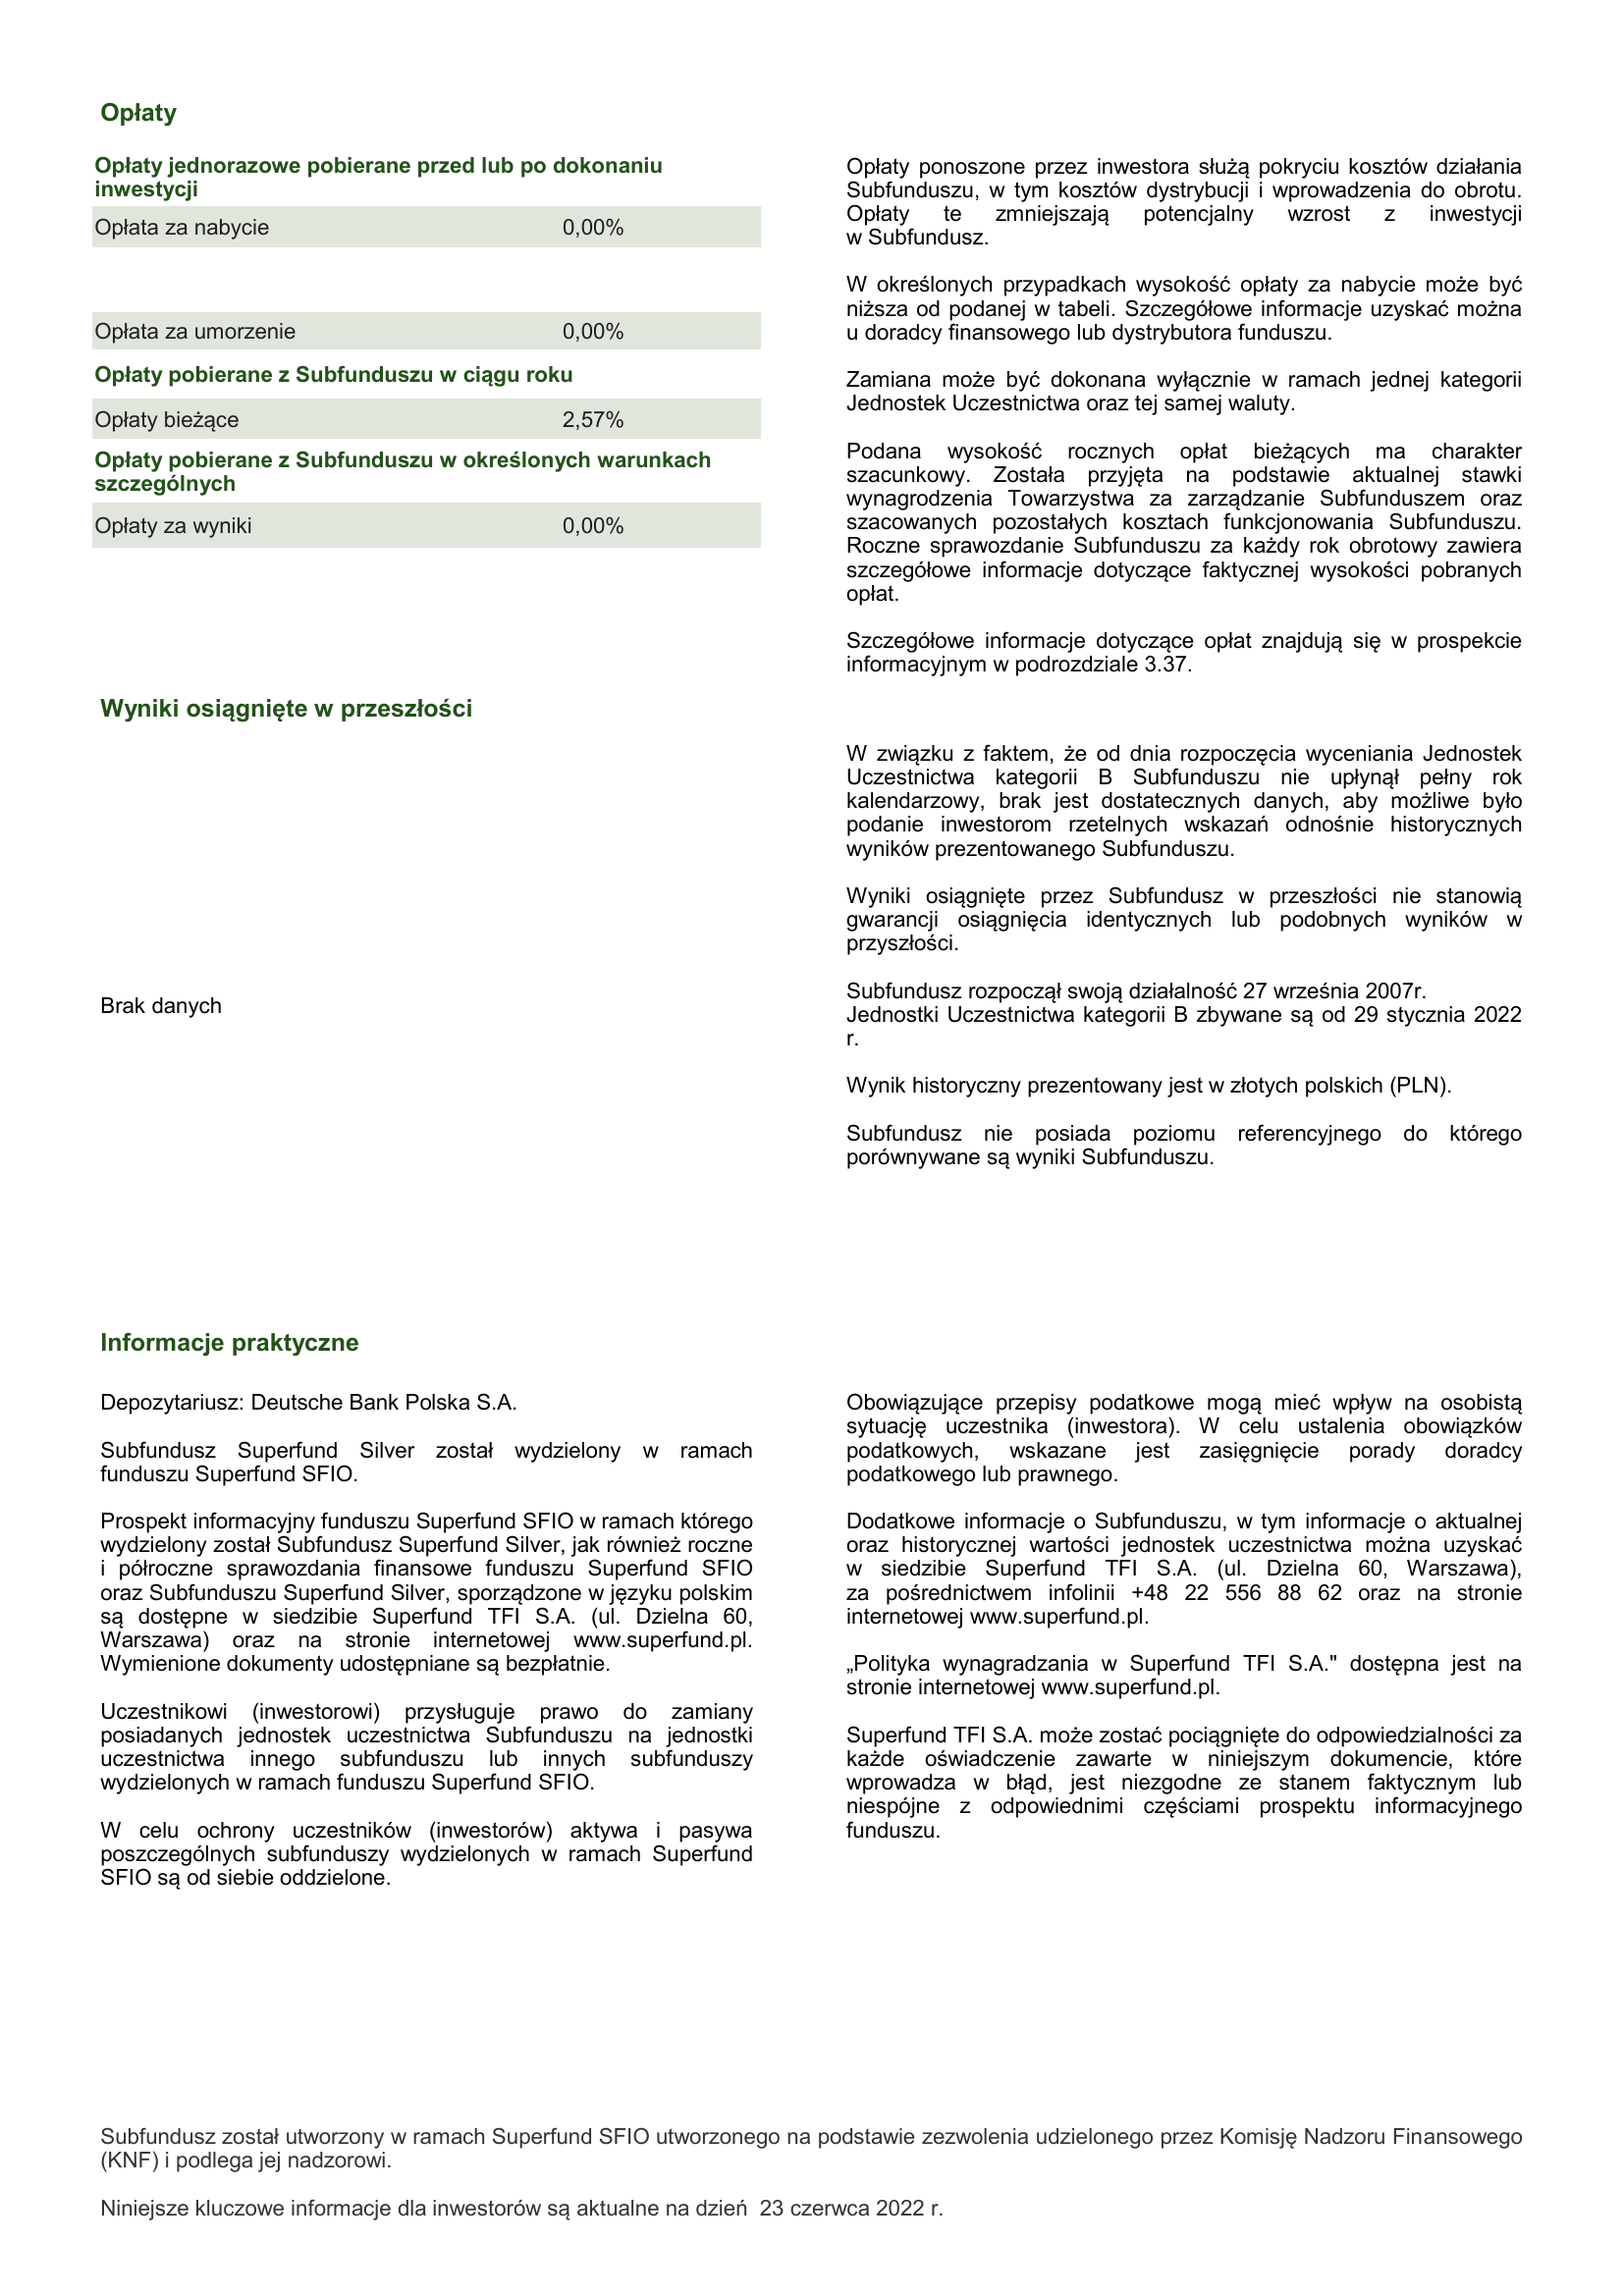 Opłaty
Opłaty jednorazowe pobierane przed lub po dokonaniu
inwestycji
Opłata za nabycie 0,00%
Opłata za umorzenie 0,00%
Opłaty pobierane z Subfunduszu w ciągu roku
Opłaty bieżące 2,57%
Opłaty pobierane z Subfunduszu w określonych warunkach
szczególnych
Opłaty za wyniki 0,00%
Opłaty ponoszone przez inwestora służą pokryciu kosztów działania
Subfunduszu, w tym kosztów dystrybucji i wprowadzenia do obrotu.
Opłaty te zmniejszają potencjalny wzrost z inwestycji
w Subfundusz.
W określonych przypadkach wysokość opłaty za nabycie może być
niższa od podanej w tabeli. Szczegółowe informacje uzyskać można
u doradcy finansowego lub dystrybutora funduszu.
Zamiana może być dokonana wyłącznie w ramach jednej kategorii
Jednostek Uczestnictwa oraz tej samej waluty.
Podana wysokość rocznych opłat bieżących ma charakter
szacunkowy. Została przyjęta na podstawie aktualnej stawki
wynagrodzenia Towarzystwa za zarządzanie Subfunduszem oraz
szacowanych pozostałych kosztach funkcjonowania Subfunduszu.
Roczne sprawozdanie Subfunduszu za każdy rok obrotowy zawiera
szczegółowe informacje dotyczące faktycznej wysokości pobranych
opłat.
Szczegółowe informacje dotyczące opłat znajdują się w prospekcie
informacyjnym w podrozdziale 3.37.
Wyniki osiągnięte w przeszłości
Brak danych
W związku z faktem, że od dnia rozpoczęcia wyceniania Jednostek
Uczestnictwa kategorii B Subfunduszu nie upłynął pełny rok
kalendarzowy, brak jest dostatecznych danych, aby możliwe było
podanie inwestorom rzetelnych wskazań odnośnie historycznych
wyników prezentowanego Subfunduszu.
Wyniki osiągnięte przez Subfundusz w przeszłości nie stanowią
gwarancji osiągnięcia identycznych lub podobnych wyników w
przyszłości.
Subfundusz rozpoczął swoją działalność 27 września 2007r.
Jednostki Uczestnictwa kategorii B zbywane są od 29 stycznia 2022
r.
Wynik historyczny prezentowany jest w złotych polskich (PLN).
Subfundusz nie posiada poziomu referencyjnego do którego
porównywane są wyniki Subfunduszu.
Informacje praktyczne
Depozytariusz: Deutsche Bank Polska S.A.
Subfundusz Superfund Silver został wydzielony w ramach
funduszu Superfund SFIO.
Prospekt informacyjny funduszu Superfund SFIO w ramach którego
wydzielony został Subfundusz Superfund Silver, jak również roczne
i półroczne sprawozdania finansowe funduszu Superfund SFIO
oraz Subfunduszu Superfund Silver, sporządzone w języku polskim
są dostępne w siedzibie Superfund TFI S.A. (ul. Dzielna 60,
Warszawa) oraz na stronie internetowej www.superfund.pl.
Wymienione dokumenty udostępniane są bezpłatnie.
Uczestnikowi (inwestorowi) przysługuje prawo do zamiany
posiadanych jednostek uczestnictwa Subfunduszu na jednostki
uczestnictwa innego subfunduszu lub innych subfunduszy
wydzielonych w ramach funduszu Superfund SFIO.
W celu ochrony uczestników (inwestorów) aktywa i pasywa
poszczególnych subfunduszy wydzielonych w ramach Superfund
SFIO są od siebie oddzielone.
Obowiązujące przepisy podatkowe mogą mieć wpływ na osobistą
sytuację uczestnika (inwestora). W celu ustalenia obowiązków
podatkowych, wskazane jest zasięgnięcie porady doradcy
podatkowego lub prawnego.
Dodatkowe informacje o Subfunduszu, w tym informacje o aktualnej
oraz historycznej wartości jednostek uczestnictwa można uzyskać
w siedzibie Superfund TFI S.A. (ul. Dzielna 60, Warszawa),
za pośrednictwem infolinii +48 22 556 88 62 oraz na stronie
internetowej www.superfund.pl.
„Polityka wynagradzania w Superfund TFI S.A." dostępna jest na
stronie internetowej www.superfund.pl.
Superfund TFI S.A. może zostać pociągnięte do odpowiedzialności za
każde oświadczenie zawarte w niniejszym dokumencie, które
wprowadza w błąd, jest niezgodne ze stanem faktycznym lub
niespójne z odpowiednimi częściami prospektu informacyjnego
funduszu.
Subfundusz został utworzony w ramach Superfund SFIO utworzonego na podstawie zezwolenia udzielonego przez Komisję Nadzoru Finansowego
(KNF) i podlega jej nadzorowi.
Niniejsze kluczowe informacje dla inwestorów są aktualne na dzień 23 czerwca 2022 r.